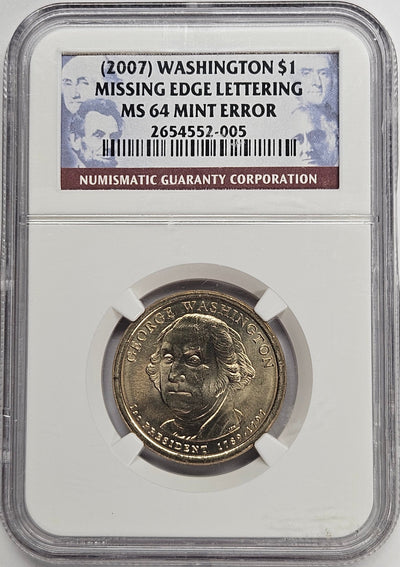 (2007) WASHINGTON $1
MISSING EDGE LETTERING
MS 64 MINT ERROR
2654552-005
NUMISMATIC GUARANTY CORPORATION
GEORGE WASHINGTON
1st PRESIDENT 1789-1797